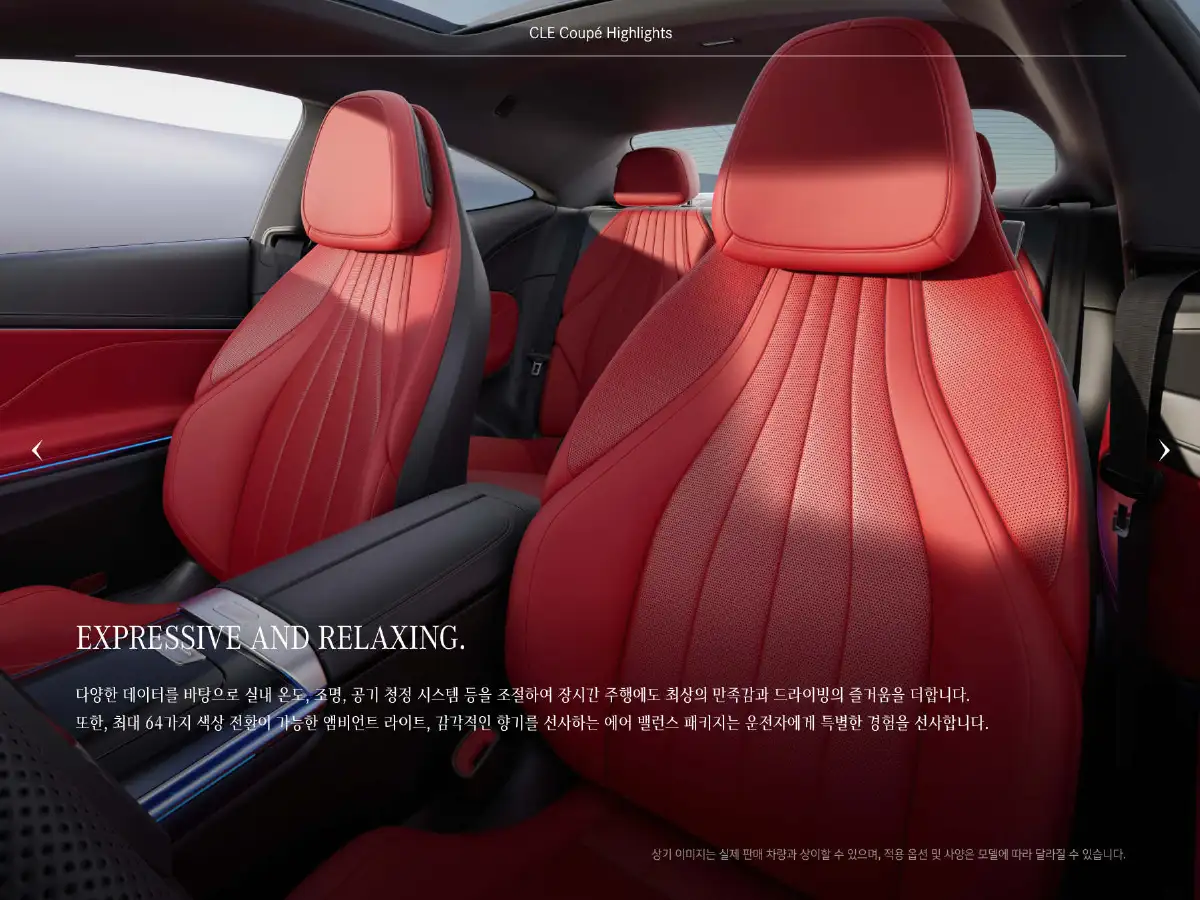 CLE Coupé Highlights
EXPRESSIVE AND RELAXING.
다양한 데이터를 바탕으로 실내 온도, 조명, 공기 청정 시스템 등을 조절하여 장시간 주행에도 최상의 만족감과 드라이빙의 즐거움을 더합니다.
또한, 최대 64가지 색상 전환이 가능한 앰비언트 라이트, 감각적인 향기를 선사하는 에어 밸런스 패키지는 운전자에게 특별한 경험을 선사합니다.
상기 이미지는 실제 판매 차량과 상이할 수 있으며, 적용 옵션 및 사양은 모델에 따라 달라질 수 있습니다.